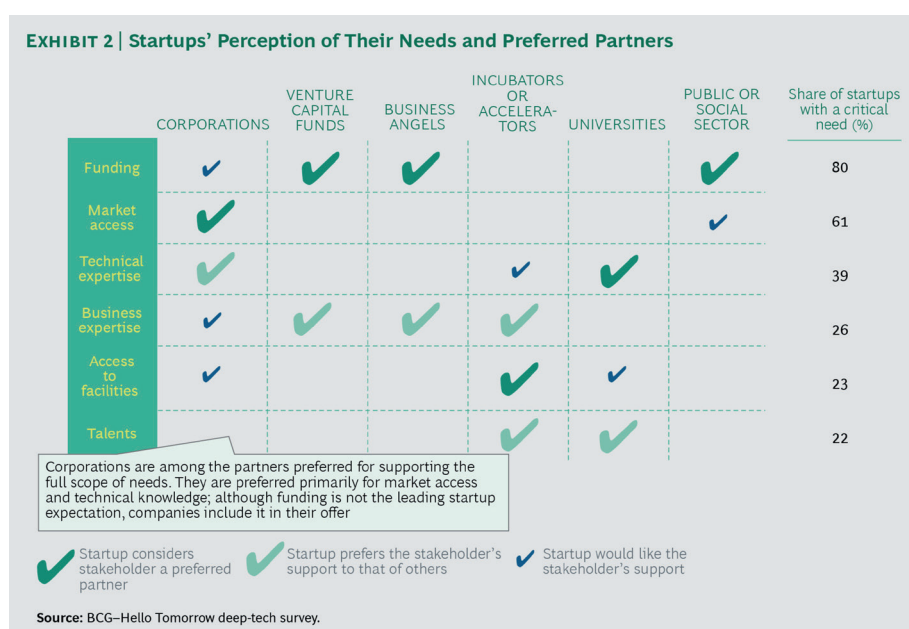 EXHIBIT 2 | Startups' Perception of Their Needs and Preferred Partners
CORPORATIONS
VENTURE
CAPITAL
FUNDS
BUSINESS
ANGELS
INCUBATORS
OR
ACCELERA-
TORS
UNIVERSITIES
PUBLIC OR
SOCIAL
SECTOR
Share of startups
with a critical
need (%)
Funding
80
Market
access
61
Technical
expertise
39
Business
expertise
26
Access
to
facilities
23
Talents
22
Corporations are among the partners preferred for supporting the
full scope of needs. They are preferred primarily for market access
and technical knowledge; although funding is not the leading startup
expectation, companies include it in their offer
Startup considers
stakeholder a preferred
partner
Startup prefers the stakeholder's
support to that of others
Startup would like the
stakeholder's support
Source: BCG–Hello Tomorrow deep-tech survey.